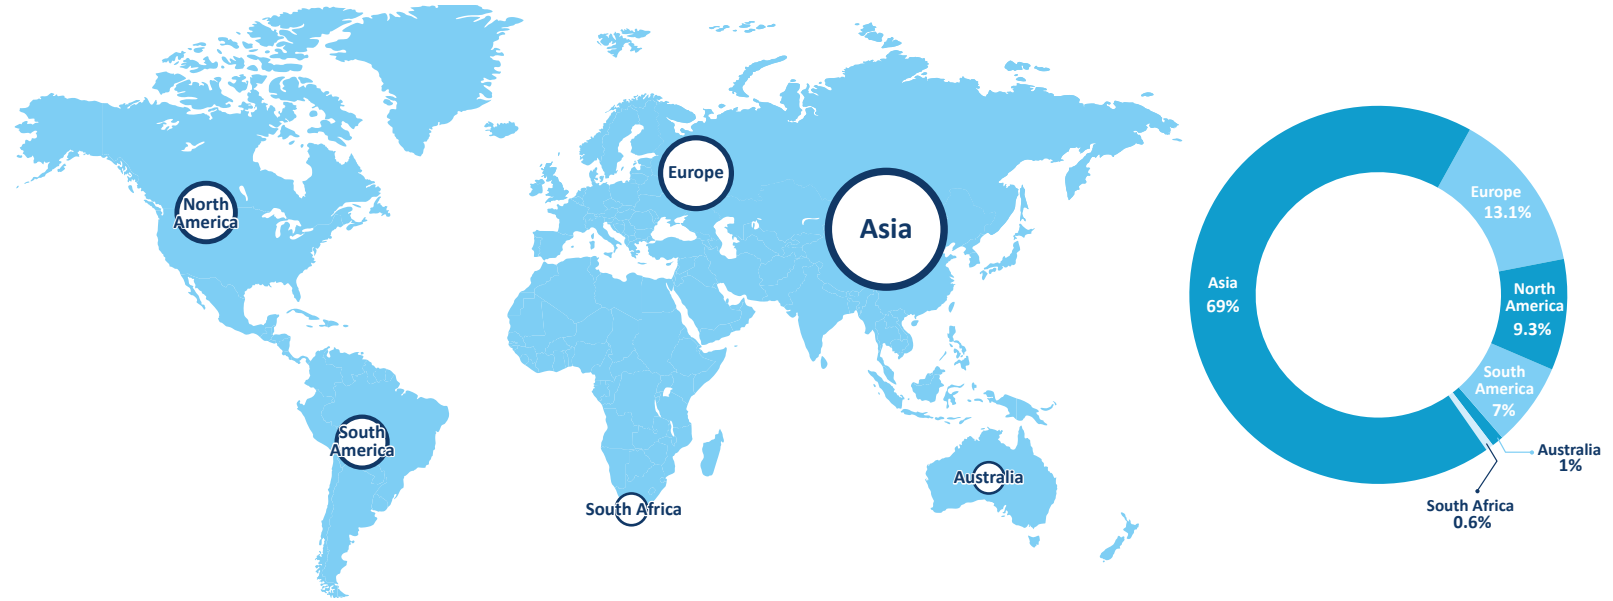 North
America
Europe
Asia
South
America
South Africa
Australia
Europe
13.1%
Asia
69%
North
America
9.3%
South
America
7%
Australia
1%
South Africa
0.6%